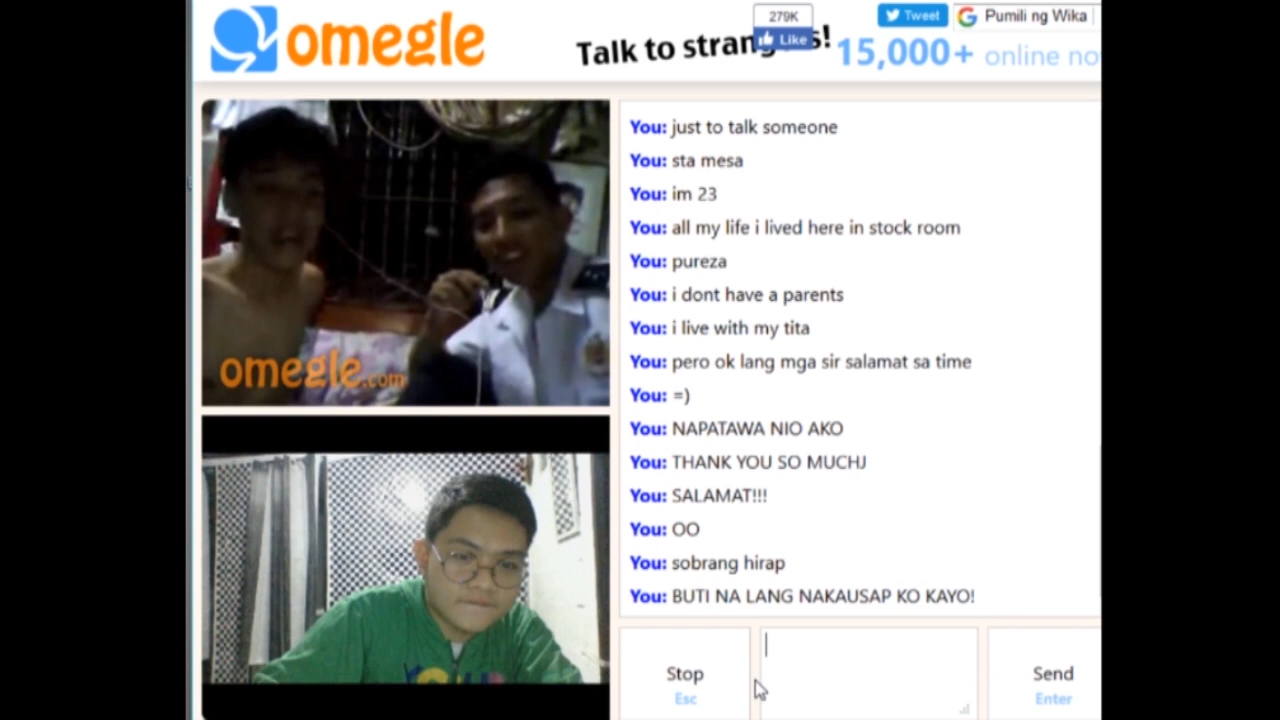 omegle
Talk to stran
s!
279K
Like
Tweet
Pumili ng Wika
15,000+ online no
You: just to talk someone
You: sta mesa
You: im 23
You: all my life i lived here in stock room
You: pureza
You: i dont have a parents
You: i live with my tita
You: pero ok lang mga sir salamat sa time
You: =)
You: NAPATAWA NIO AKO
You: THANK YOU SO MUCHJ
You: SALAMAT!!!
You: OO
You: sobrang hirap
You: BUTI NA LANG NAKAUSAP KO KAYO!
omegle.com
Stop
Esc
Send
Enter